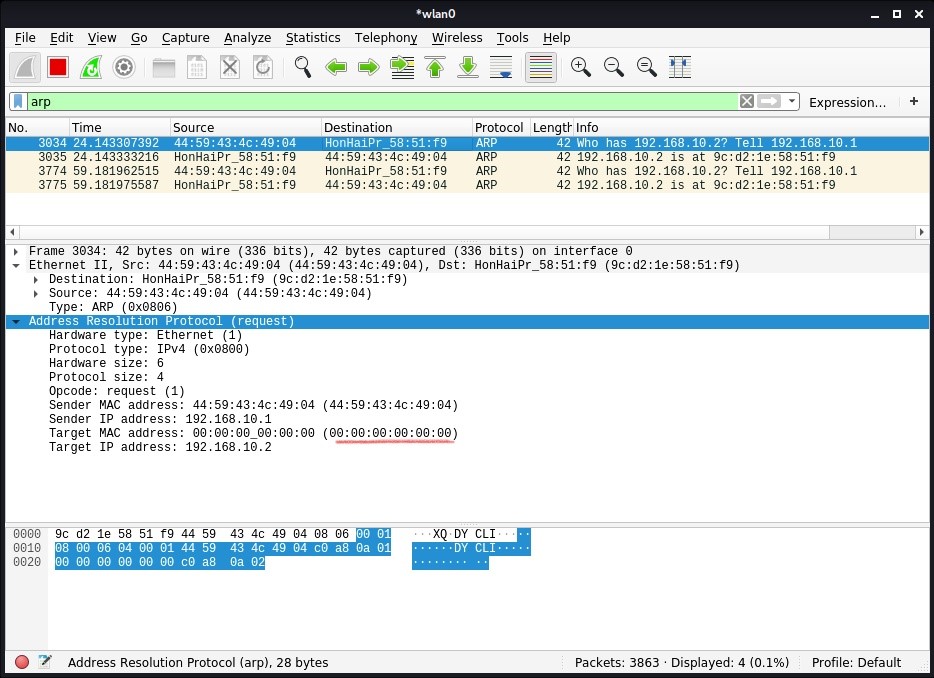 *wlan0
File Edit View Go Capture Analyze Statistics Telephony Wireless Tools Help
arp Expression... +
No. Time Source Destination Protocol Length Info
3034 24.143307392 44:59:43:4c:49:04 HonHaiPr_58:51:f9 ARP 42 Who has 192.168.10.2? Tell 192.168.10.1
3035 24.143333216 HonHaiPr_58:51:f9 44:59:43:4c:49:04 ARP 42 192.168.10.2 is at 9c:d2:1e:58:51:f9
3774 59.181962515 44:59:43:4c:49:04 HonHaiPr_58:51:f9 ARP 42 Who has 192.168.10.2? Tell 192.168.10.1
3775 59.181975587 HonHaiPr_58:51:f9 44:59:43:4c:49:04 ARP 42 192.168.10.2 is at 9c:d2:1e:58:51:f9
Frame 3034: 42 bytes on wire (336 bits), 42 bytes captured (336 bits) on interface 0
Ethernet II, Src: 44:59:43:4c:49:04 (44:59:43:4c:49:04), Dst: HonHaiPr_58:51:f9 (9c:d2:1e:58:51:f9)
Destination: HonHaiPr_58:51:f9 (9c:d2:1e:58:51:f9)
Source: 44:59:43:4c:49:04 (44:59:43:4c:49:04)
Type: ARP (0x0806)
Address Resolution Protocol (request)
Hardware type: Ethernet (1)
Protocol type: IPv4 (0x0800)
Hardware size: 6
Protocol size: 4
Opcode: request (1)
Sender MAC address: 44:59:43:4c:49:04 (44:59:43:4c:49:04)
Sender IP address: 192.168.10.1
Target MAC address: 00:00:00_00:00:00 (00:00:00:00:00:00)
Target IP address: 192.168.10.2
0000 9c d2 1e 58 51 f9 44 59 43 4c 49 04 08 06 00 01 ···XQ·DY CLI·····
0010 08 00 06 04 00 01 44 59 43 4c 49 04 c0 a8 0a 01 ······DY CLI·····
0020 00 00 00 00 00 00 c0 a8 0a 02 ········ ··
Address Resolution Protocol (arp), 28 bytes Packets: 3863 · Displayed: 4 (0.1%) Profile: Default